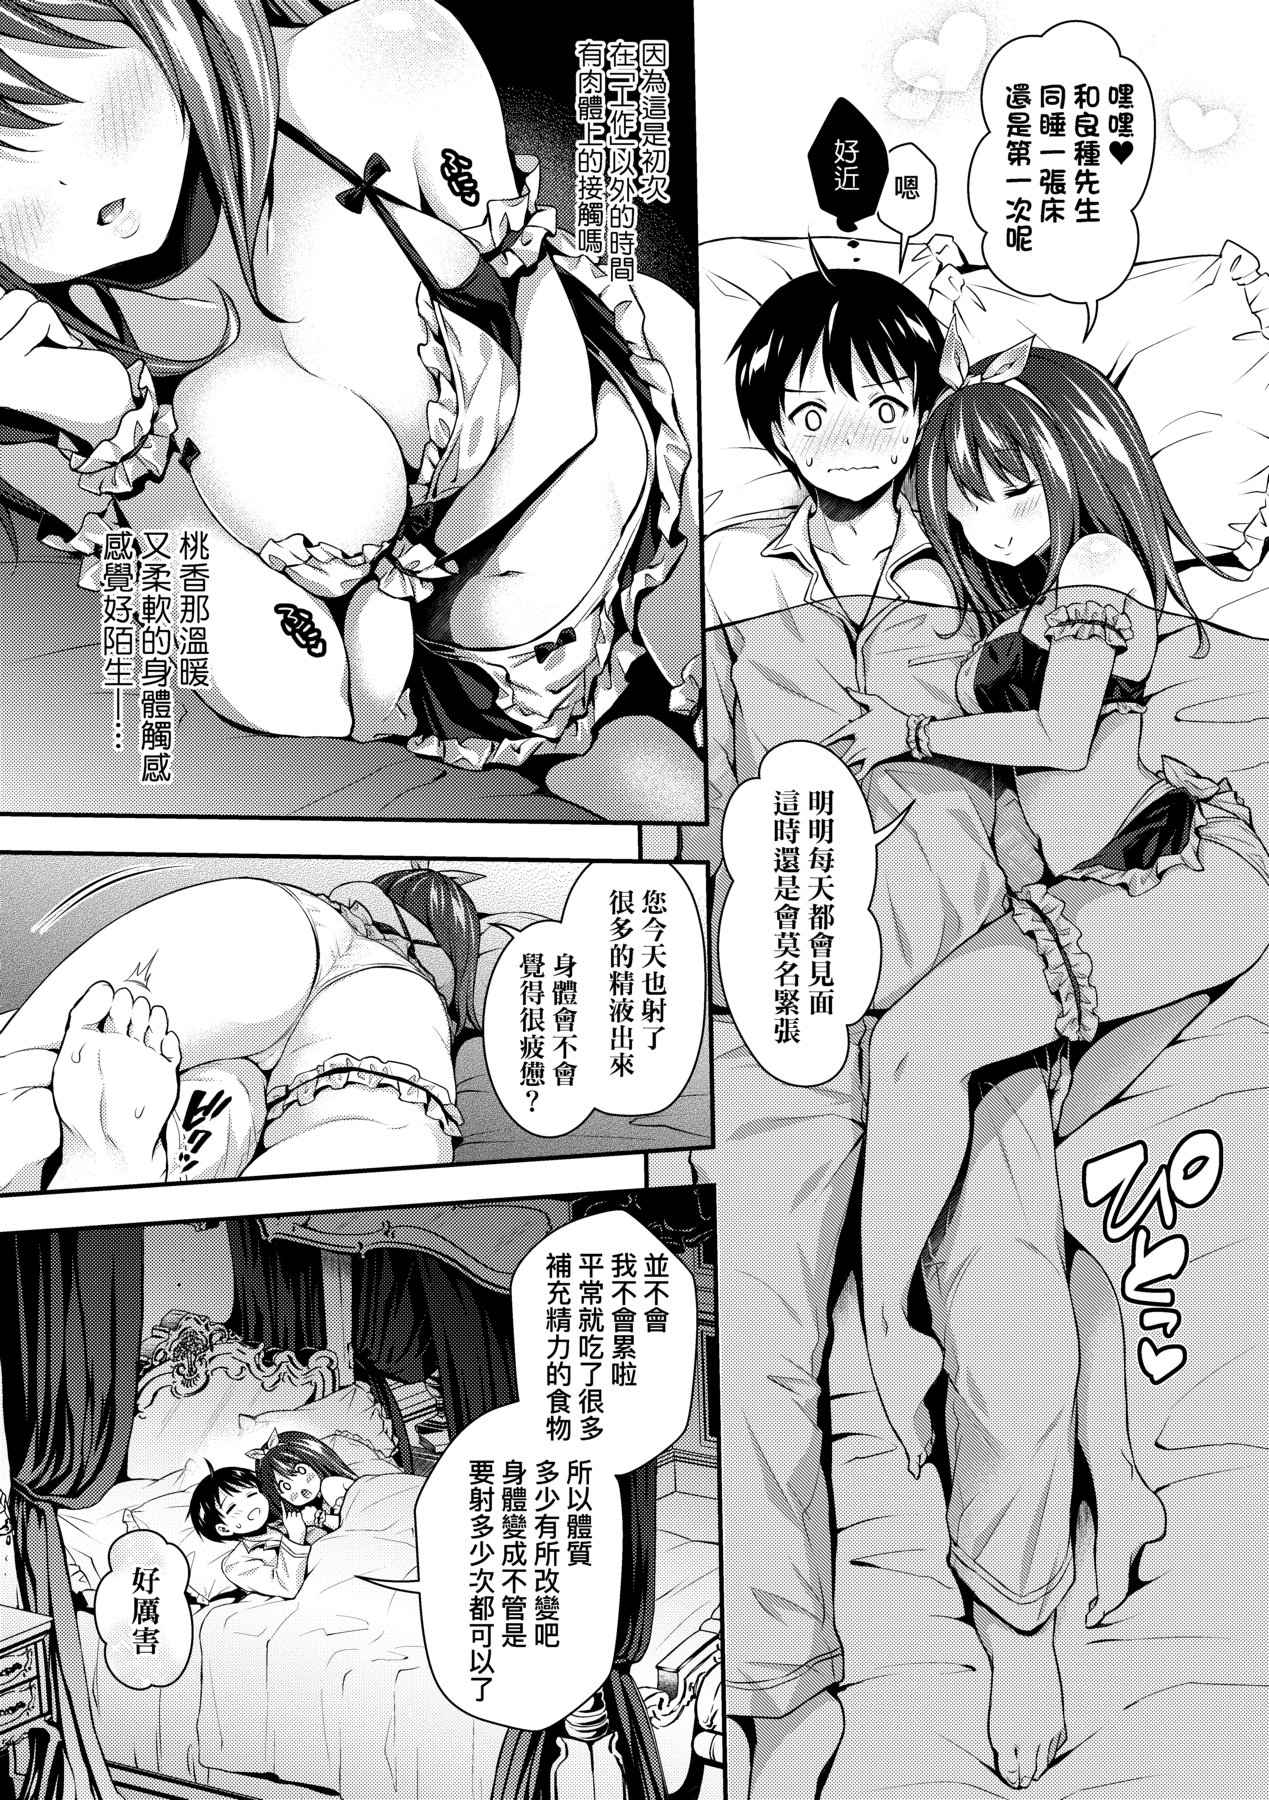 嘿嘿♥
和良種先生
同睡一張床
還是第一次呢
嗯
好近
明明每天都會見面
這時還是會莫名緊張
ぴとっ♡
因為這是初次
在「工作」以外的時間
有肉體上的接觸嗎
ふに
ふに
桃香那溫暖
又柔軟的身體觸感
感覺好陌生—…
您今天也射了
很多的精液出來
身體會不會
覺得很疲憊？
ビクッ
並不會
我不會累啦
平常就吃了很多
補充精力的食物
所以體質
多少有所改變吧
身體變成不管是
要射多少次都可以了
好厲害